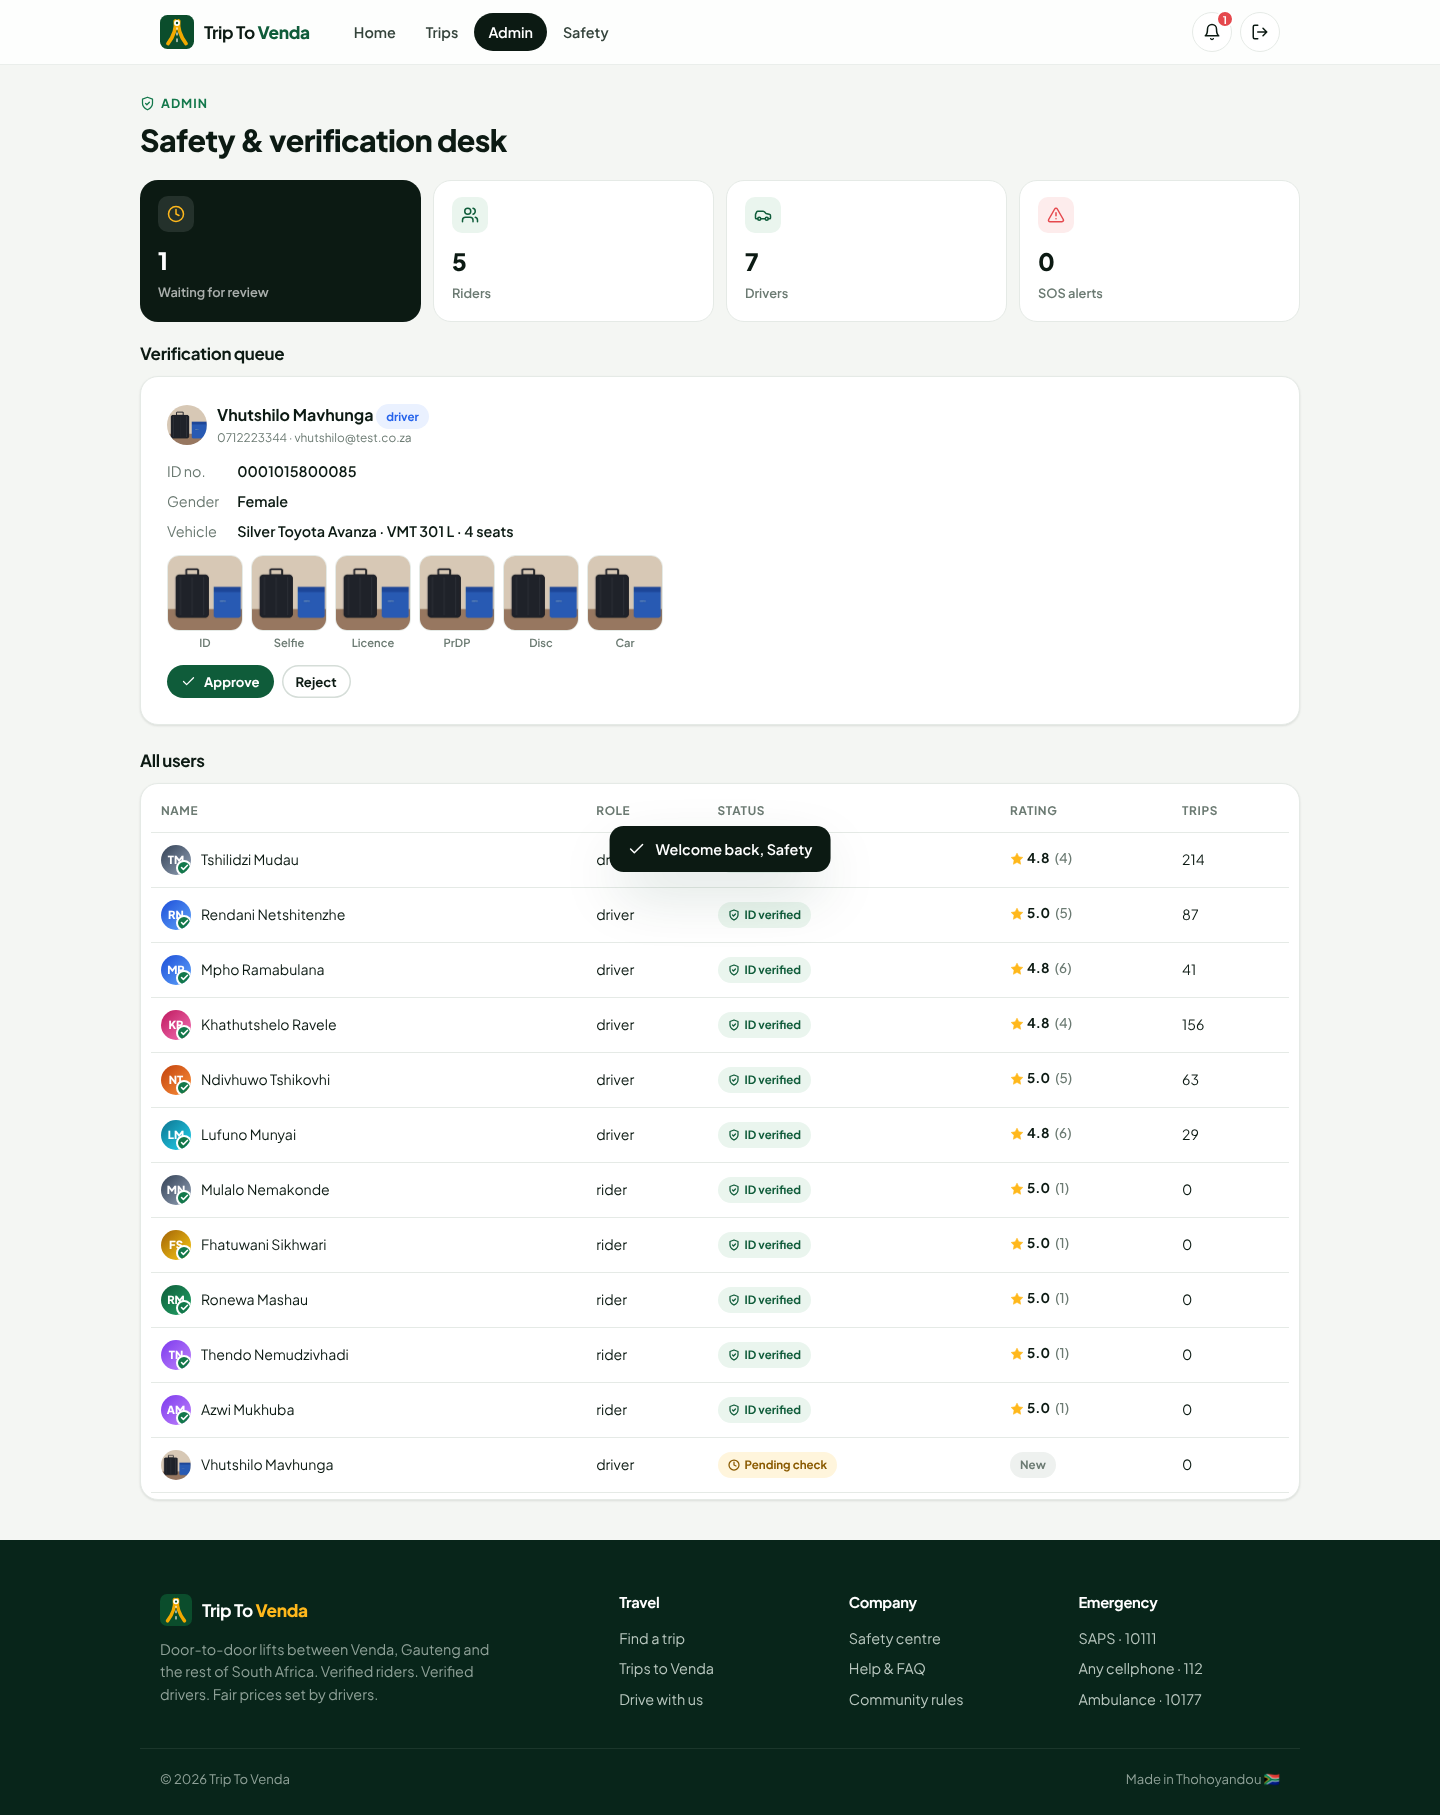 Trip To Venda
Home Trips Admin Safety
1
ADMIN
Safety & verification desk
1
Waiting for review
5
Riders
7
Drivers
0
SOS alerts
Verification queue
Vhutshilo Mavhunga driver
0712223344 · vhutshilo@test.co.za
ID no. 0001015800085
Gender Female
Vehicle Silver Toyota Avanza · VMT 301 L · 4 seats
ID Selfie Licence PrDP Disc Car
Approve Reject
All users
NAME ROLE STATUS RATING TRIPS
Welcome back, Safety
Tshilidzi Mudau 4.8 (4) 214
Rendani Netshitenzhe driver ID verified 5.0 (5) 87
Mpho Ramabulana driver ID verified 4.8 (6) 41
Khathutshelo Ravele driver ID verified 4.8 (4) 156
Ndivhuwo Tshikovhi driver ID verified 5.0 (5) 63
Lufuno Munyai driver ID verified 4.8 (6) 29
Mulalo Nemakonde rider ID verified 5.0 (1) 0
Fhatuwani Sikhwari rider ID verified 5.0 (1) 0
Ronewa Mashau rider ID verified 5.0 (1) 0
Thendo Nemudzivhadi rider ID verified 5.0 (1) 0
Azwi Mukhuba rider ID verified 5.0 (1) 0
Vhutshilo Mavhunga driver Pending check New 0
Trip To Venda
Door-to-door lifts between Venda, Gauteng and
the rest of South Africa. Verified riders. Verified
drivers. Fair prices set by drivers.
Travel
Find a trip
Trips to Venda
Drive with us
Company
Safety centre
Help & FAQ
Community rules
Emergency
SAPS · 10111
Any cellphone · 112
Ambulance · 10177
© 2026 Trip To Venda
Made in Thohoyandou 🇿🇦